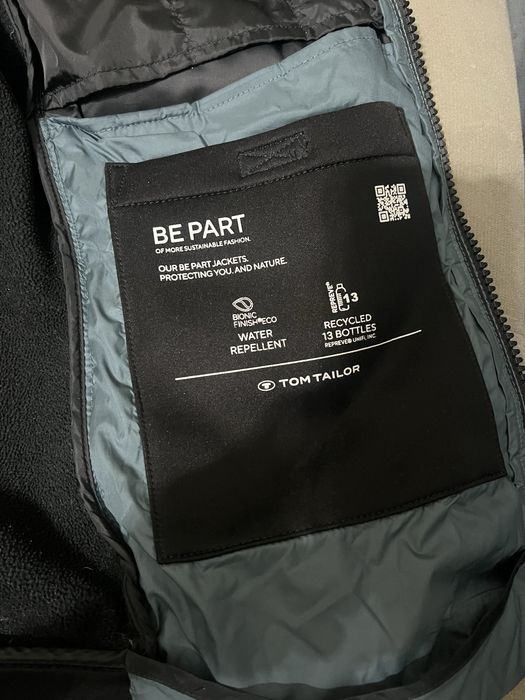 BE PART
OF MORE SUSTAINABLE FASHION.
OUR BE PART JACKETS.
PROTECTING YOU. AND NATURE.
BIONIC
FINISH®ECO
WATER
REPELLENT
REPREVE®
13
RECYCLED
13 BOTTLES
REPREVE® UNIFI, INC
TOM TAILOR